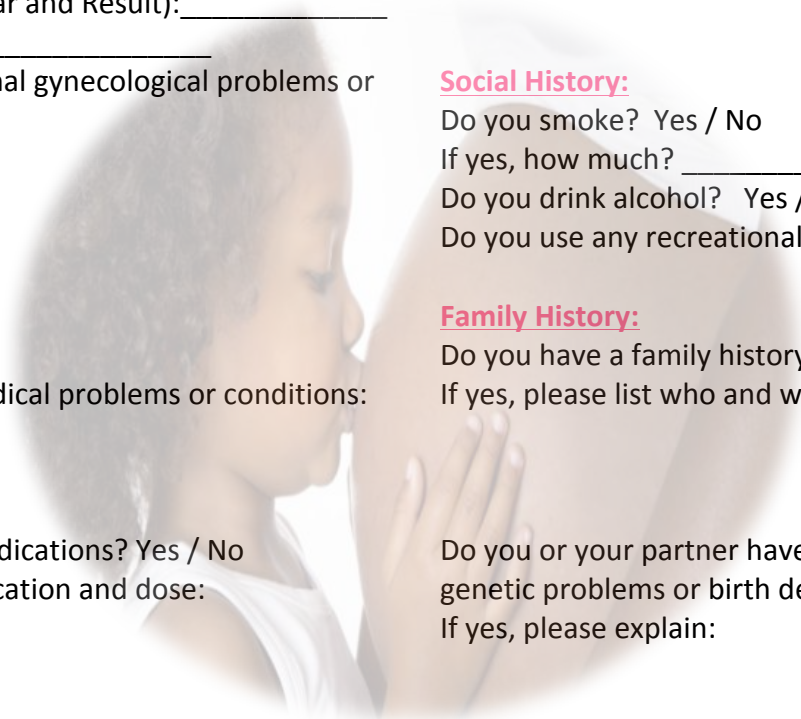 ar and Result):_____________
______________
nal gynecological problems or
dical problems or conditions:
dications? Yes / No
cation and dose:
Social History:
Do you smoke?  Yes / No
If yes, how much? ________
Do you drink alcohol?   Yes /
Do you use any recreational
Family History:
Do you have a family history
If yes, please list who and w
Do you or your partner have
genetic problems or birth de
If yes, please explain: